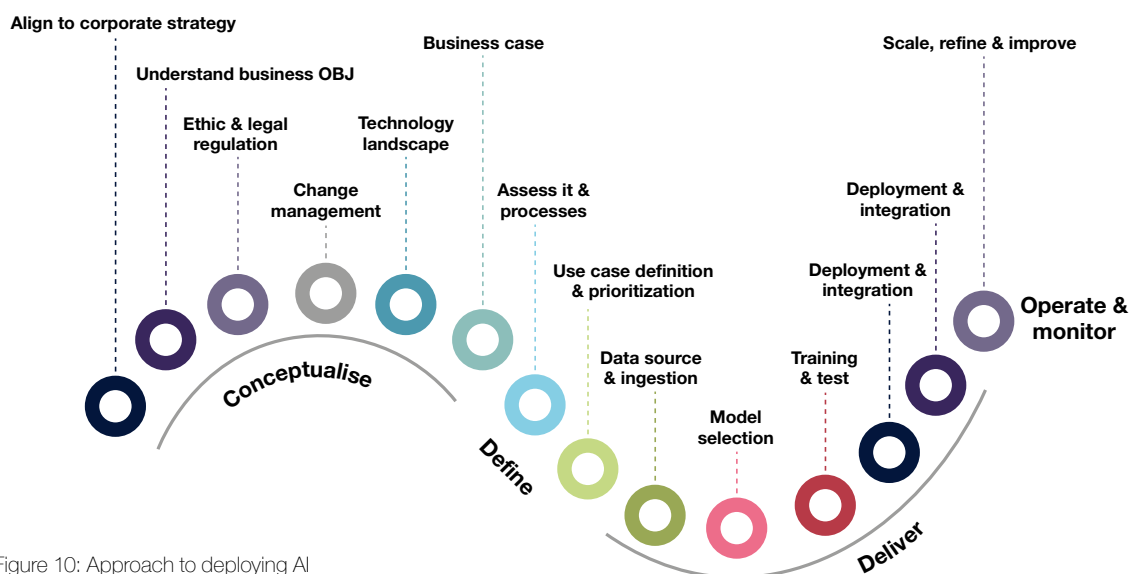 Align to corporate strategy
Understand business OBJ
Ethic & legal
regulation
Change
management
Technology
landscape
Business case
Assess it &
processes
Use case definition
& prioritization
Data source
& ingestion
Model
selection
Training
& test
Deployment &
integration
Deployment &
integration
Scale, refine & improve
Operate &
monitor
Conceptualise
Define
Deliver
Figure 10: Approach to deploying AI